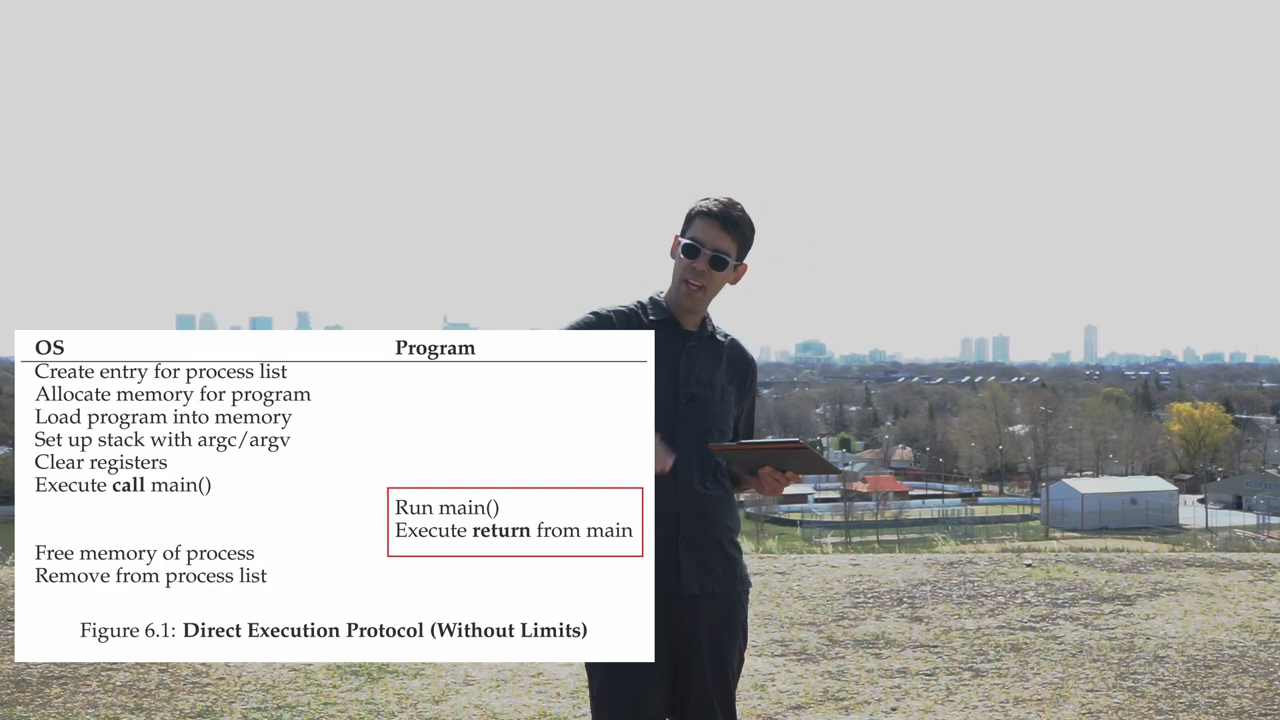 OS Program
Create entry for process list
Allocate memory for program
Load program into memory
Set up stack with argc/argv
Clear registers
Execute call main()
Run main()
Execute return from main
Free memory of process
Remove from process list
Figure 6.1: Direct Execution Protocol (Without Limits)